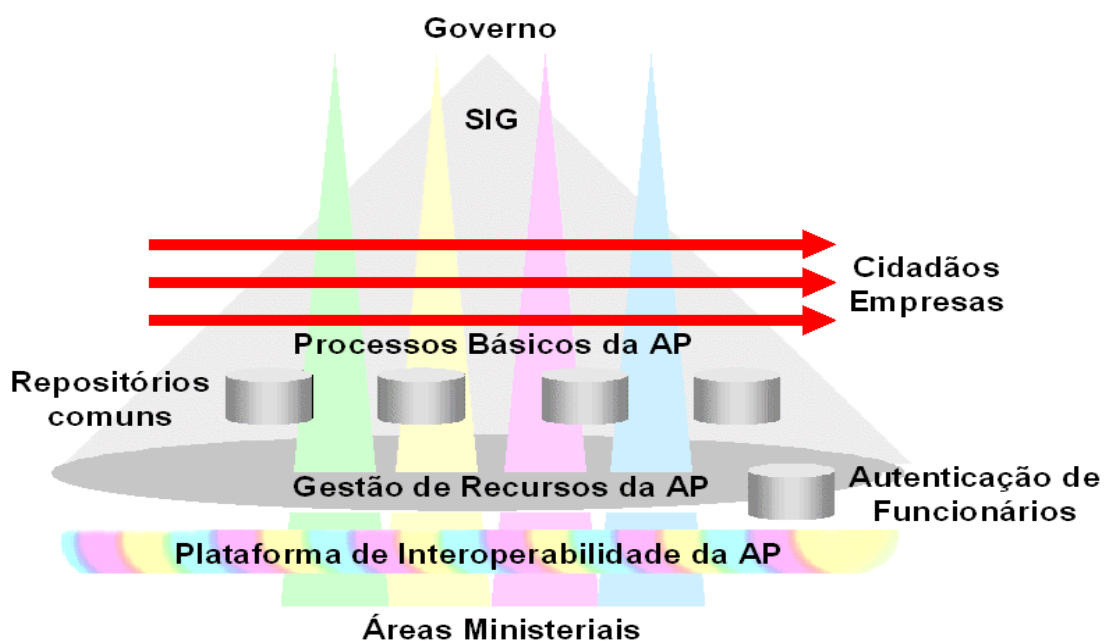 Governo
SIG
Cidadãos
Empresas
Processos Básicos da AP
Repositórios
comuns
Gestão de Recursos da AP
Autenticação de
Funcionários
Plataforma de Interoperabilidade da AP
Áreas Ministeriais